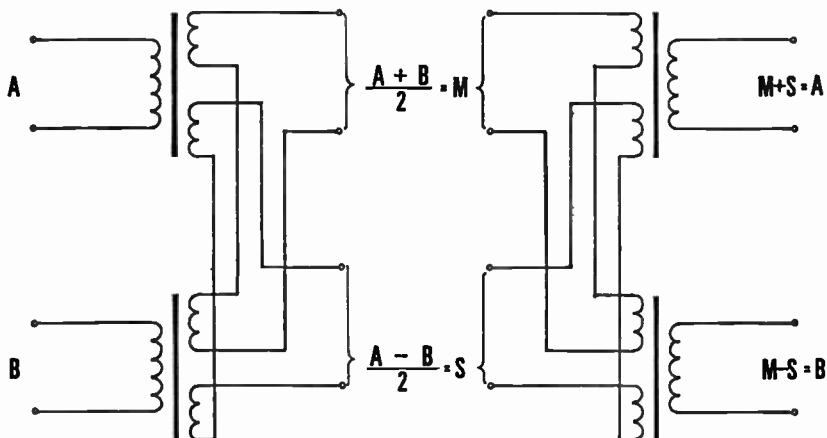 A
A + B
2
= M
M+S=A
B
A − B
2
= S
M-S=B